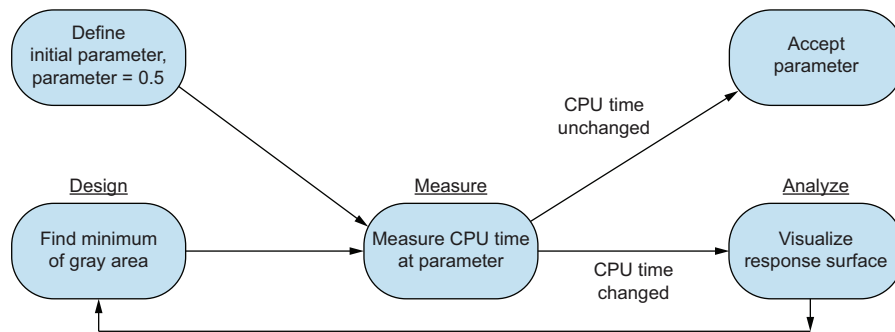 Define
initial parameter,
parameter = 0.5
Accept
parameter
CPU time
unchanged
Design
Measure
Analyze
Find minimum
of gray area
Measure CPU time
at parameter
CPU time
changed
Visualize
response surface